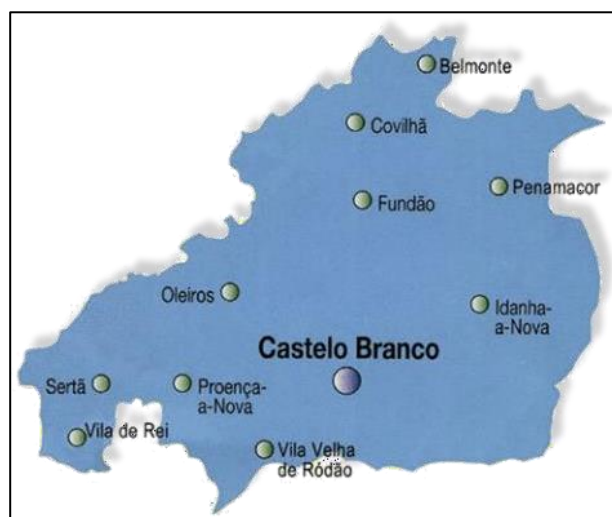 Belmonte
Covilhã
Penamacor
Fundão
Oleiros
Idanha-
a-Nova
Castelo Branco
Sertã
Proença-
a-Nova
Vila de Rei
Vila Velha
de Ródão